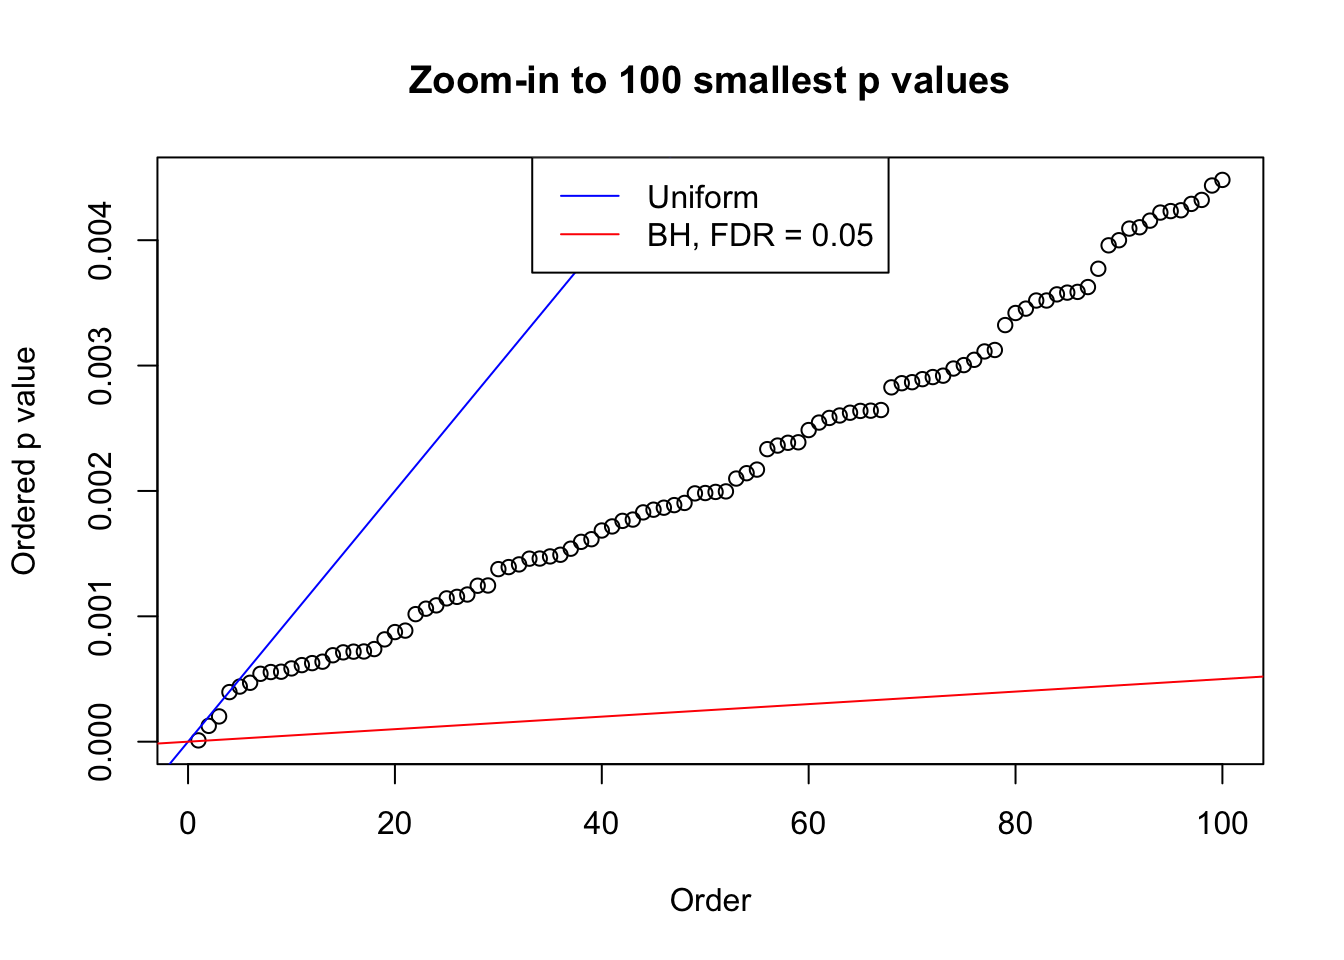 Zoom-in to 100 smallest p values
Uniform
BH, FDR = 0.05
Ordered p value
0.004
0.003
0.002
0.001
0.000
0 20 40 60 80 100
Order